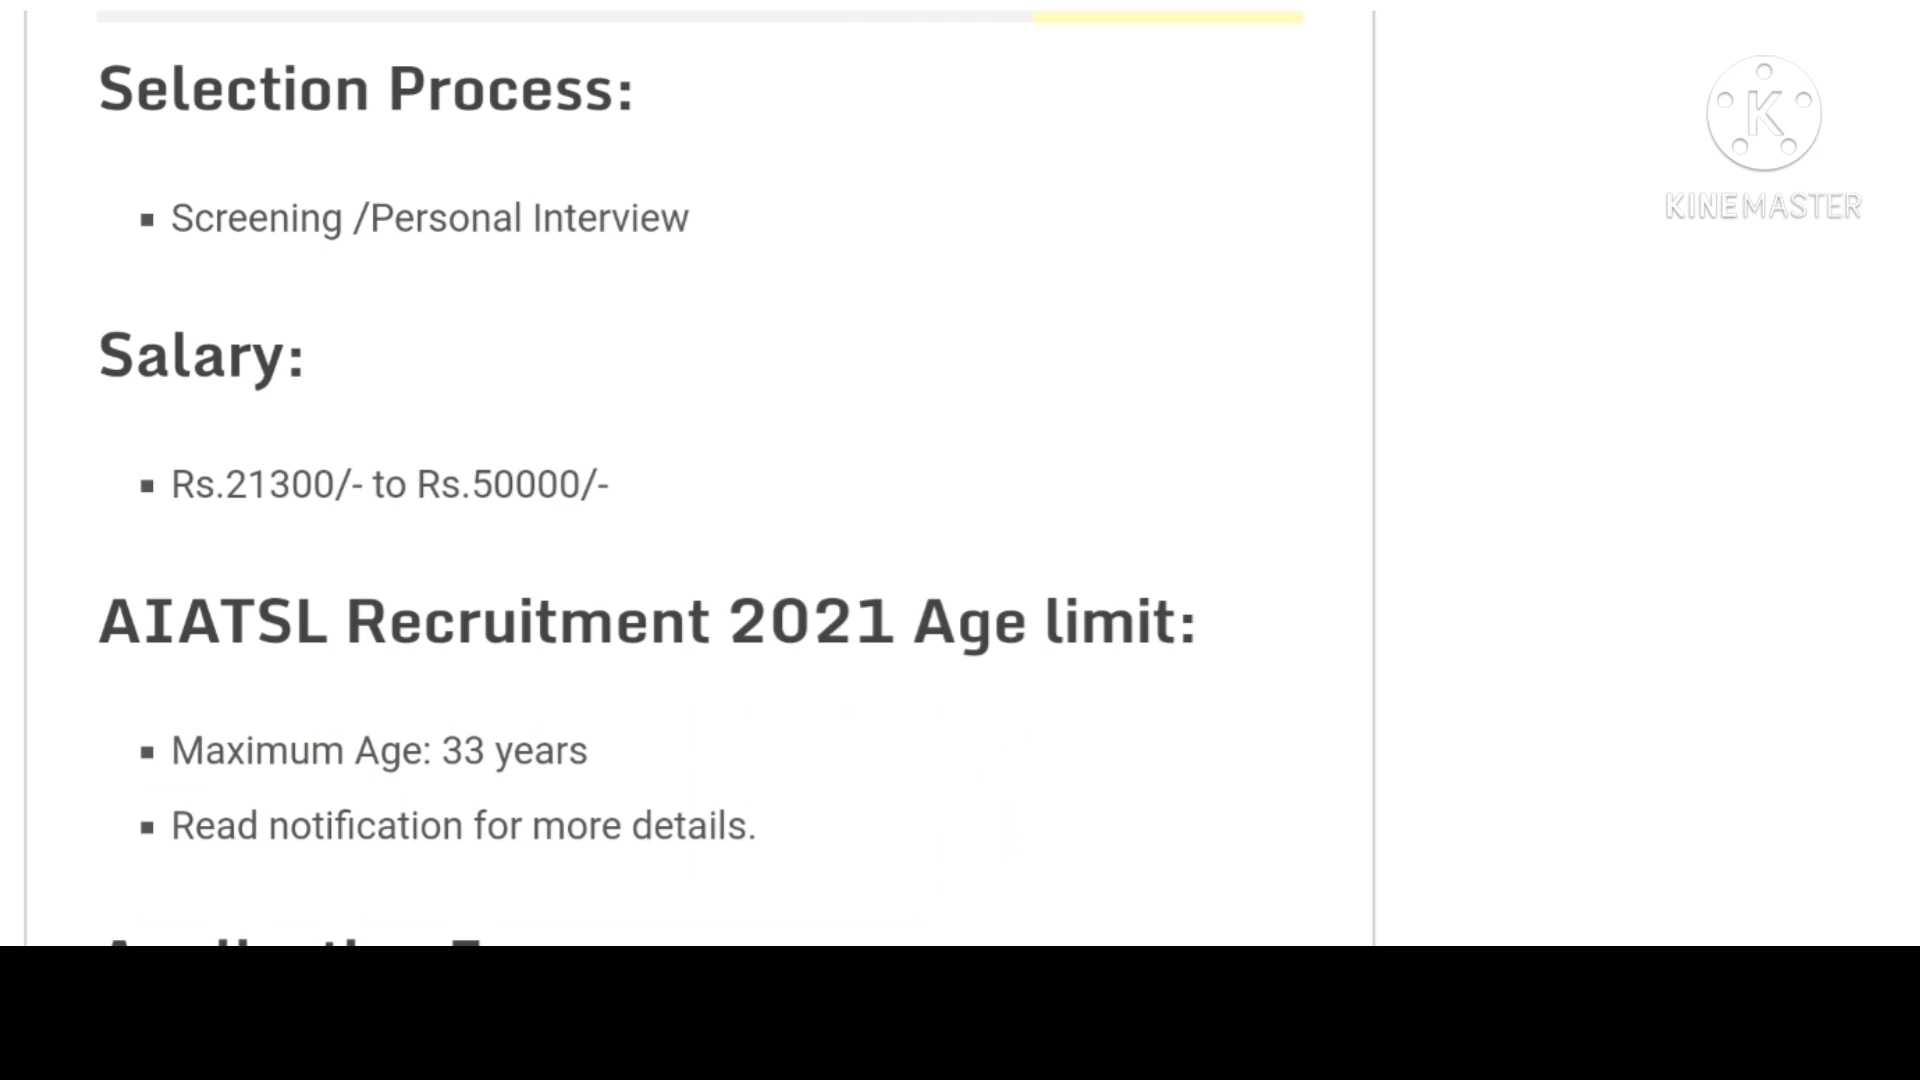 Selection Process:
K
KINEMASTER
▪ Screening /Personal Interview
Salary:
▪ Rs.21300/- to Rs.50000/-
AIATSL Recruitment 2021 Age limit:
▪ Maximum Age: 33 years
▪ Read notification for more details.